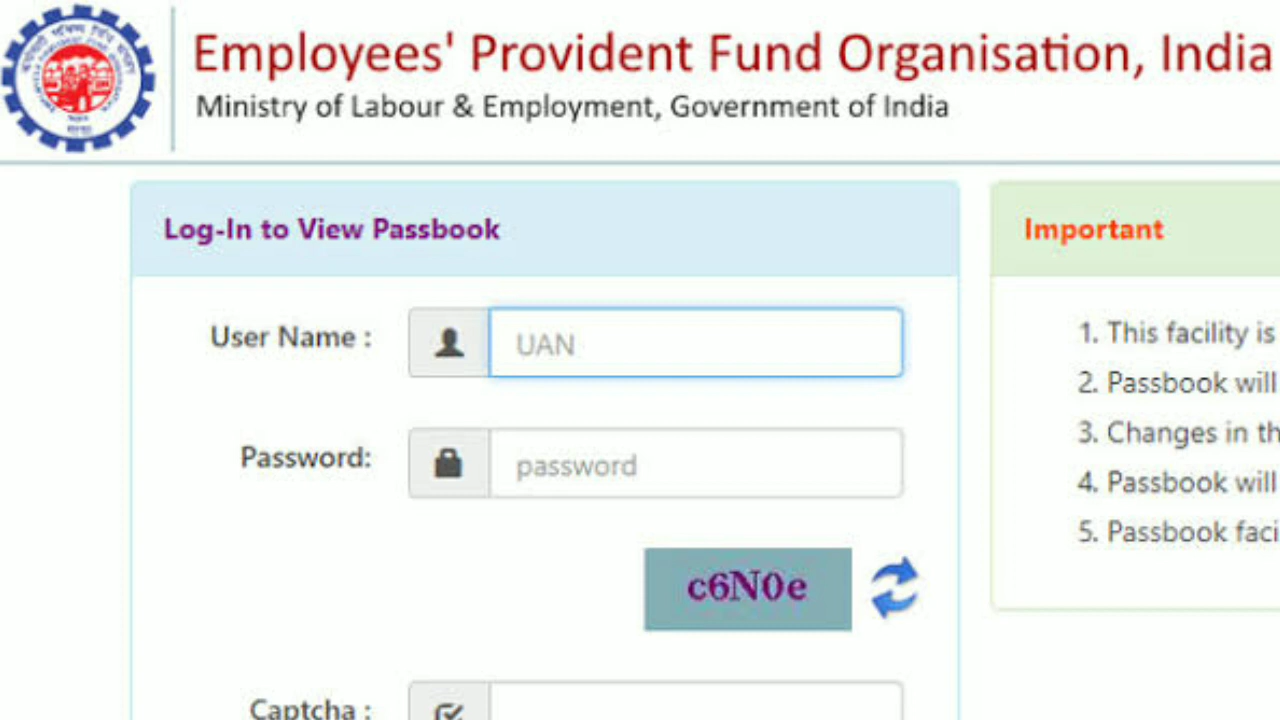 Employees' Provident Fund Organisation, India
Ministry of Labour & Employment, Government of India
Log-In to View Passbook
User Name :
UAN
Password:
password
c6N0e
Captcha :
Important
1. This facility is
2. Passbook will
3. Changes in th
4. Passbook will
5. Passbook faci